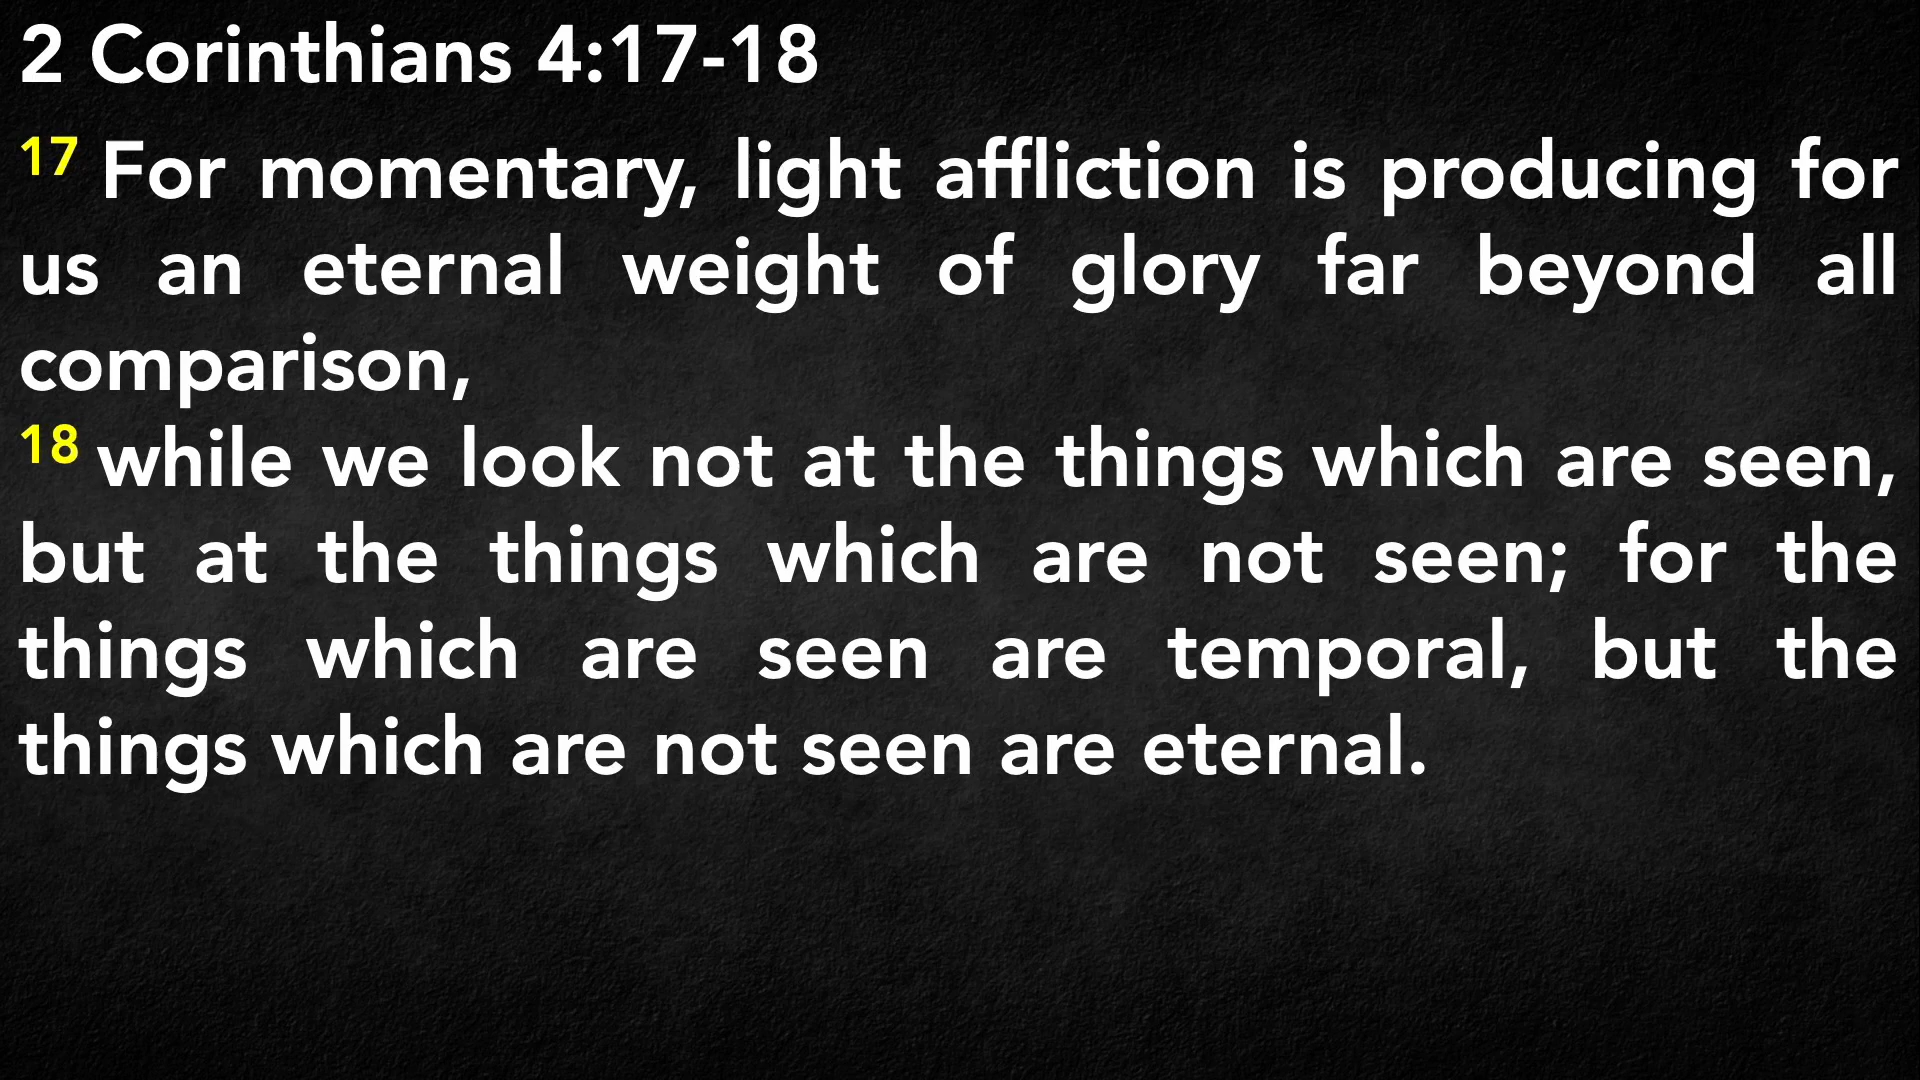 2 Corinthians 4:17-18
17 For momentary, light affliction is producing for
us an eternal weight of glory far beyond all
comparison,
18 while we look not at the things which are seen,
but at the things which are not seen; for the
things which are seen are temporal, but the
things which are not seen are eternal.